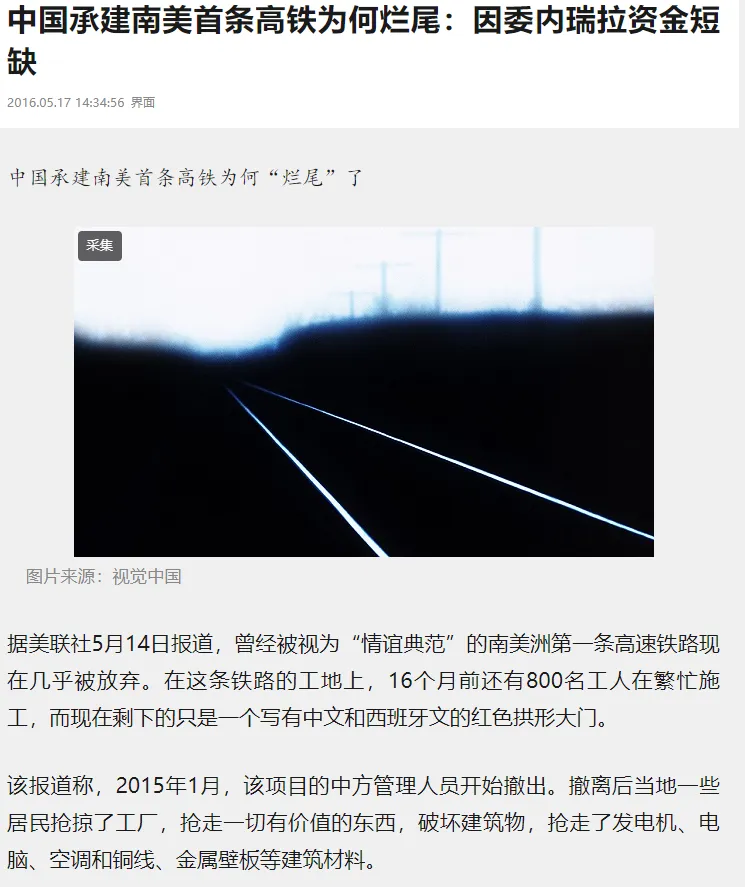 中国承建南美首条高铁为何烂尾：因委内瑞拉资金短
缺
2016.05.17 14:34:56 界面
中国承建南美首条高铁为何“烂尾”了
采集
图片来源：视觉中国
据美联社5月14日报道，曾经被视为“情谊典范”的南美洲第一条高速铁路现
在几乎被放弃。在这条铁路的工地上，16个月前还有800名工人在繁忙施
工，而现在剩下的只是一个写有中文和西班牙文的红色拱形大门。
该报道称，2015年1月，该项目的中方管理人员开始撤出。撤离后当地一些
居民抢掠了工厂，抢走一切有价值的东西，破坏建筑物，抢走了发电机、电
脑、空调和铜线、金属壁板等建筑材料。